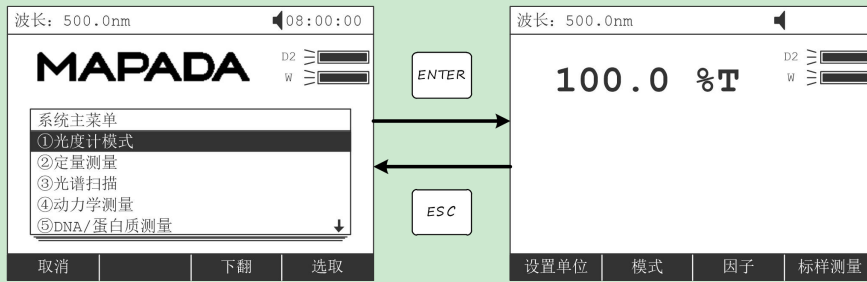 波长: 500.0nm 08:00:00
MAPADA
D2
W
系统主菜单
①光度计模式
②定量测量
③光谱扫描
④动力学测量
⑤DNA/蛋白质测量
取消 下翻 选取
ENTER
ESC
波长: 500.0nm
100.0 %T
D2
W
设置单位 模式 因子 标样测量